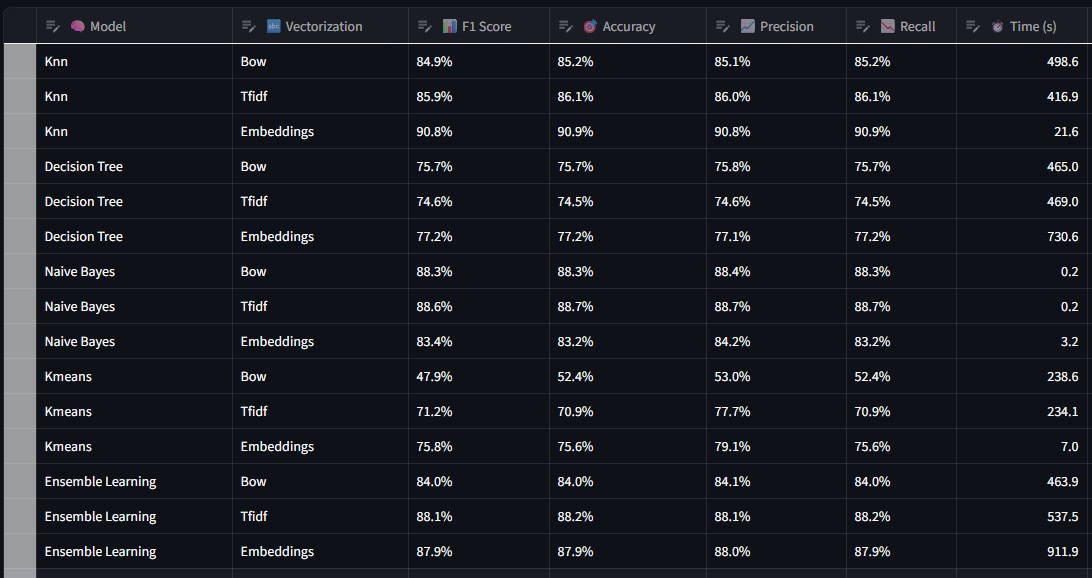 Model Vectorization F1 Score Accuracy Precision Recall Time (s)
Knn Bow 84.9% 85.2% 85.1% 85.2% 498.6
Knn Tfidf 85.9% 86.1% 86.0% 86.1% 416.9
Knn Embeddings 90.8% 90.9% 90.8% 90.9% 21.6
Decision Tree Bow 75.7% 75.7% 75.8% 75.7% 465.0
Decision Tree Tfidf 74.6% 74.5% 74.6% 74.5% 469.0
Decision Tree Embeddings 77.2% 77.2% 77.1% 77.2% 730.6
Naive Bayes Bow 88.3% 88.3% 88.4% 88.3% 0.2
Naive Bayes Tfidf 88.6% 88.7% 88.7% 88.7% 0.2
Naive Bayes Embeddings 83.4% 83.2% 84.2% 83.2% 3.2
Kmeans Bow 47.9% 52.4% 53.0% 52.4% 238.6
Kmeans Tfidf 71.2% 70.9% 77.7% 70.9% 234.1
Kmeans Embeddings 75.8% 75.6% 79.1% 75.6% 7.0
Ensemble Learning Bow 84.0% 84.0% 84.1% 84.0% 463.9
Ensemble Learning Tfidf 88.1% 88.2% 88.1% 88.2% 537.5
Ensemble Learning Embeddings 87.9% 87.9% 88.0% 87.9% 911.9